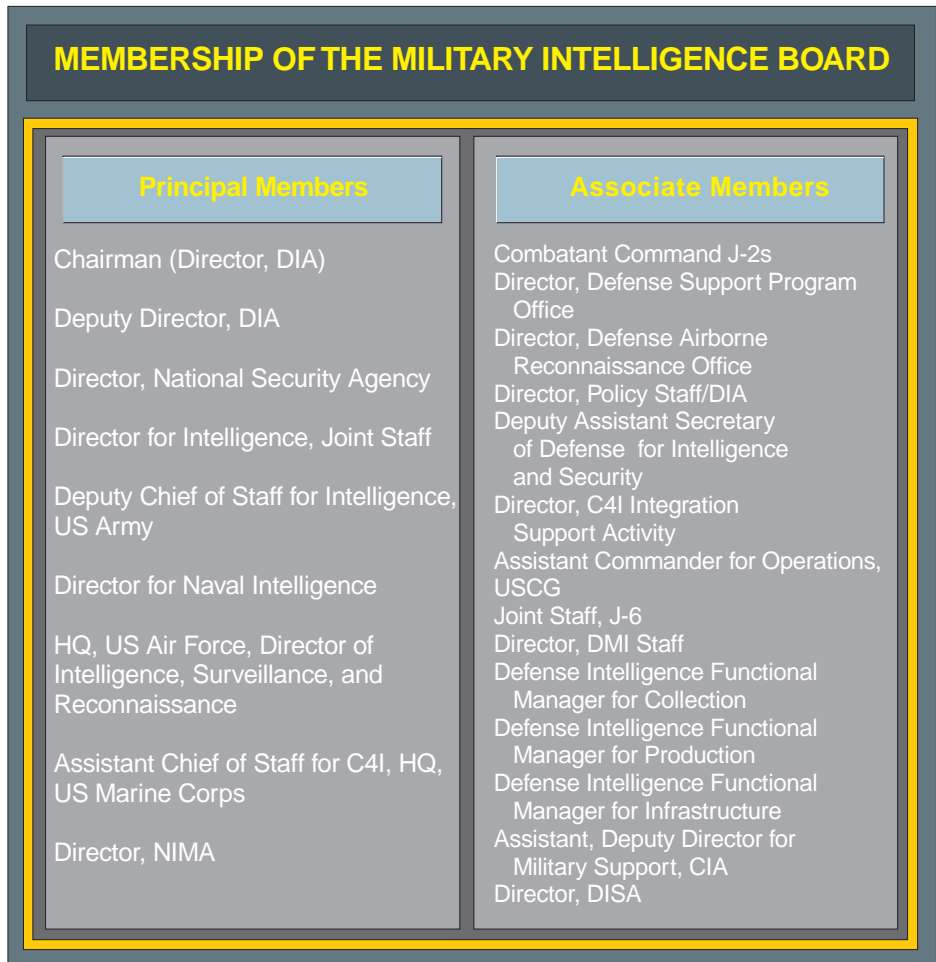 MEMBERSHIP OF THE MILITARY INTELLIGENCE BOARD
Principal Members
Chairman (Director, DIA)
Deputy Director, DIA
Director, National Security Agency
Director for Intelligence, Joint Staff
Deputy Chief of Staff for Intelligence,
US Army
Director for Naval Intelligence
HQ, US Air Force, Director of
Intelligence, Surveillance, and
Reconnaissance
Assistant Chief of Staff for C4I, HQ,
US Marine Corps
Director, NIMA
Associate Members
Combatant Command J-2s
Director, Defense Support Program
Office
Director, Defense Airborne
Reconnaissance Office
Director, Policy Staff/DIA
Deputy Assistant Secretary
of Defense for Intelligence
and Security
Director, C4I Integration
Support Activity
Assistant Commander for Operations,
USCG
Joint Staff, J-6
Director, DMI Staff
Defense Intelligence Functional
Manager for Collection
Defense Intelligence Functional
Manager for Production
Defense Intelligence Functional
Manager for Infrastructure
Assistant, Deputy Director for
Military Support, CIA
Director, DISA